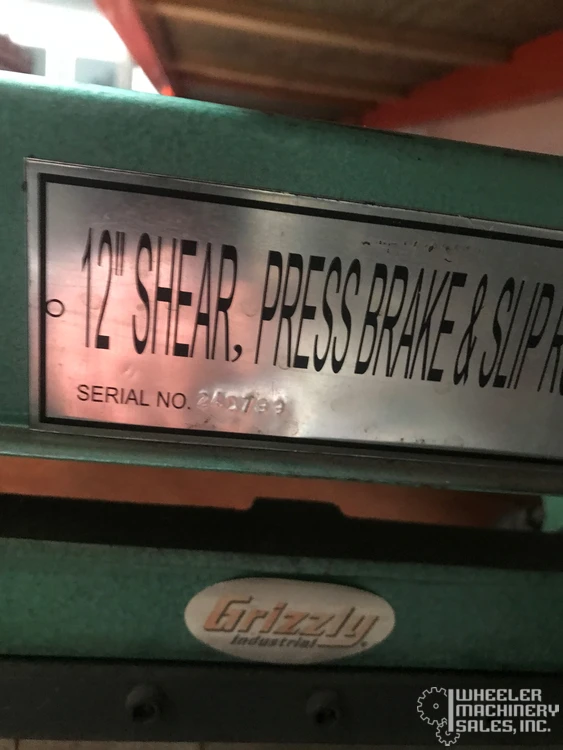 12" SHEAR, PRESS BRAKE & SLIP
SERIAL NO.
Grizzly
Industrial
WHEELER
MACHINERY
SALES, INC.